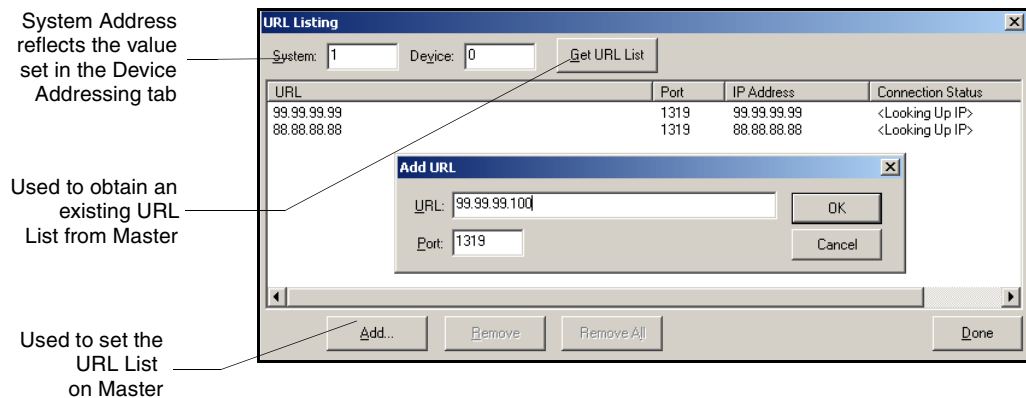 System Address
reflects the value
set in the Device
Addressing tab
Used to obtain an
existing URL
List from Master
Used to set the
URL List
on Master
URL Listing
System: 1 Device: 0 Get URL List
URL Port IP Address Connection Status
99.99.99.99 1319 99.99.99.99 <Looking Up IP>
88.88.88.88 1319 88.88.88.88 <Looking Up IP>
Add URL
URL: 99.99.99.100 OK
Port: 1319 Cancel
Add... Remove Remove All Done